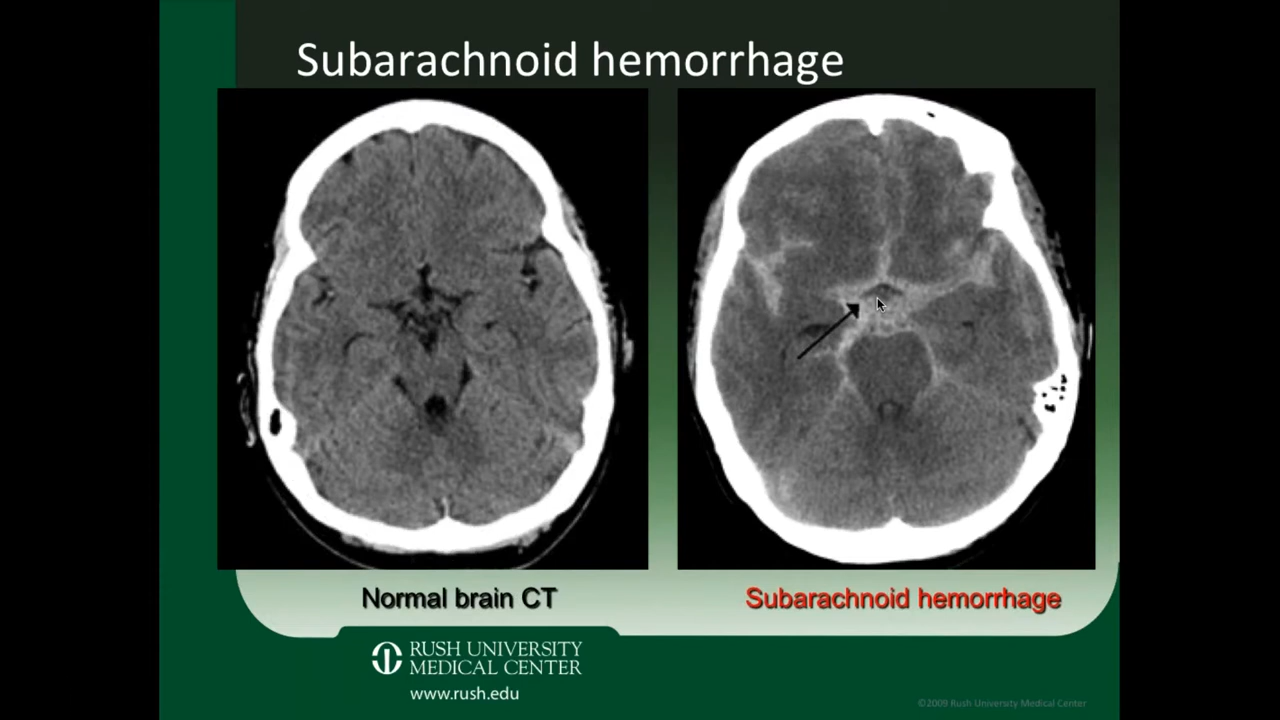 Subarachnoid hemorrhage
Normal brain CT
Subarachnoid hemorrhage
RUSH UNIVERSITY
MEDICAL CENTER
www.rush.edu
©2009 Rush University Medical Center